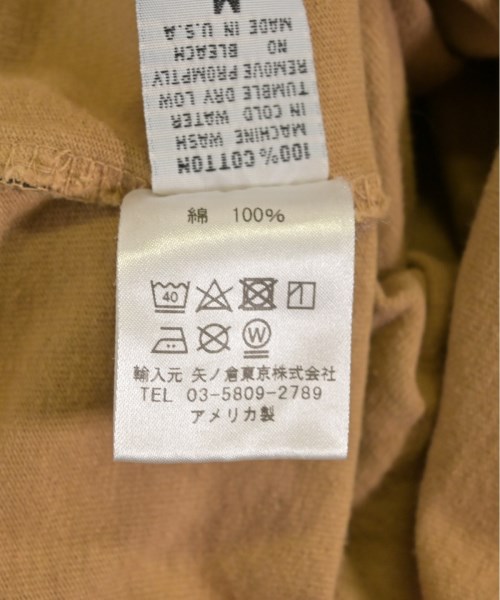 100% COTTON
MACHINE WASH
IN COLD WATER
TUMBLE DRY LOW
REMOVE PROMPTLY
NO BLEACH
MADE IN U.S.A
M
綿 100%
40
W
輸入元 矢ノ倉東京株式会社
TEL 03-5809-2789
アメリカ製